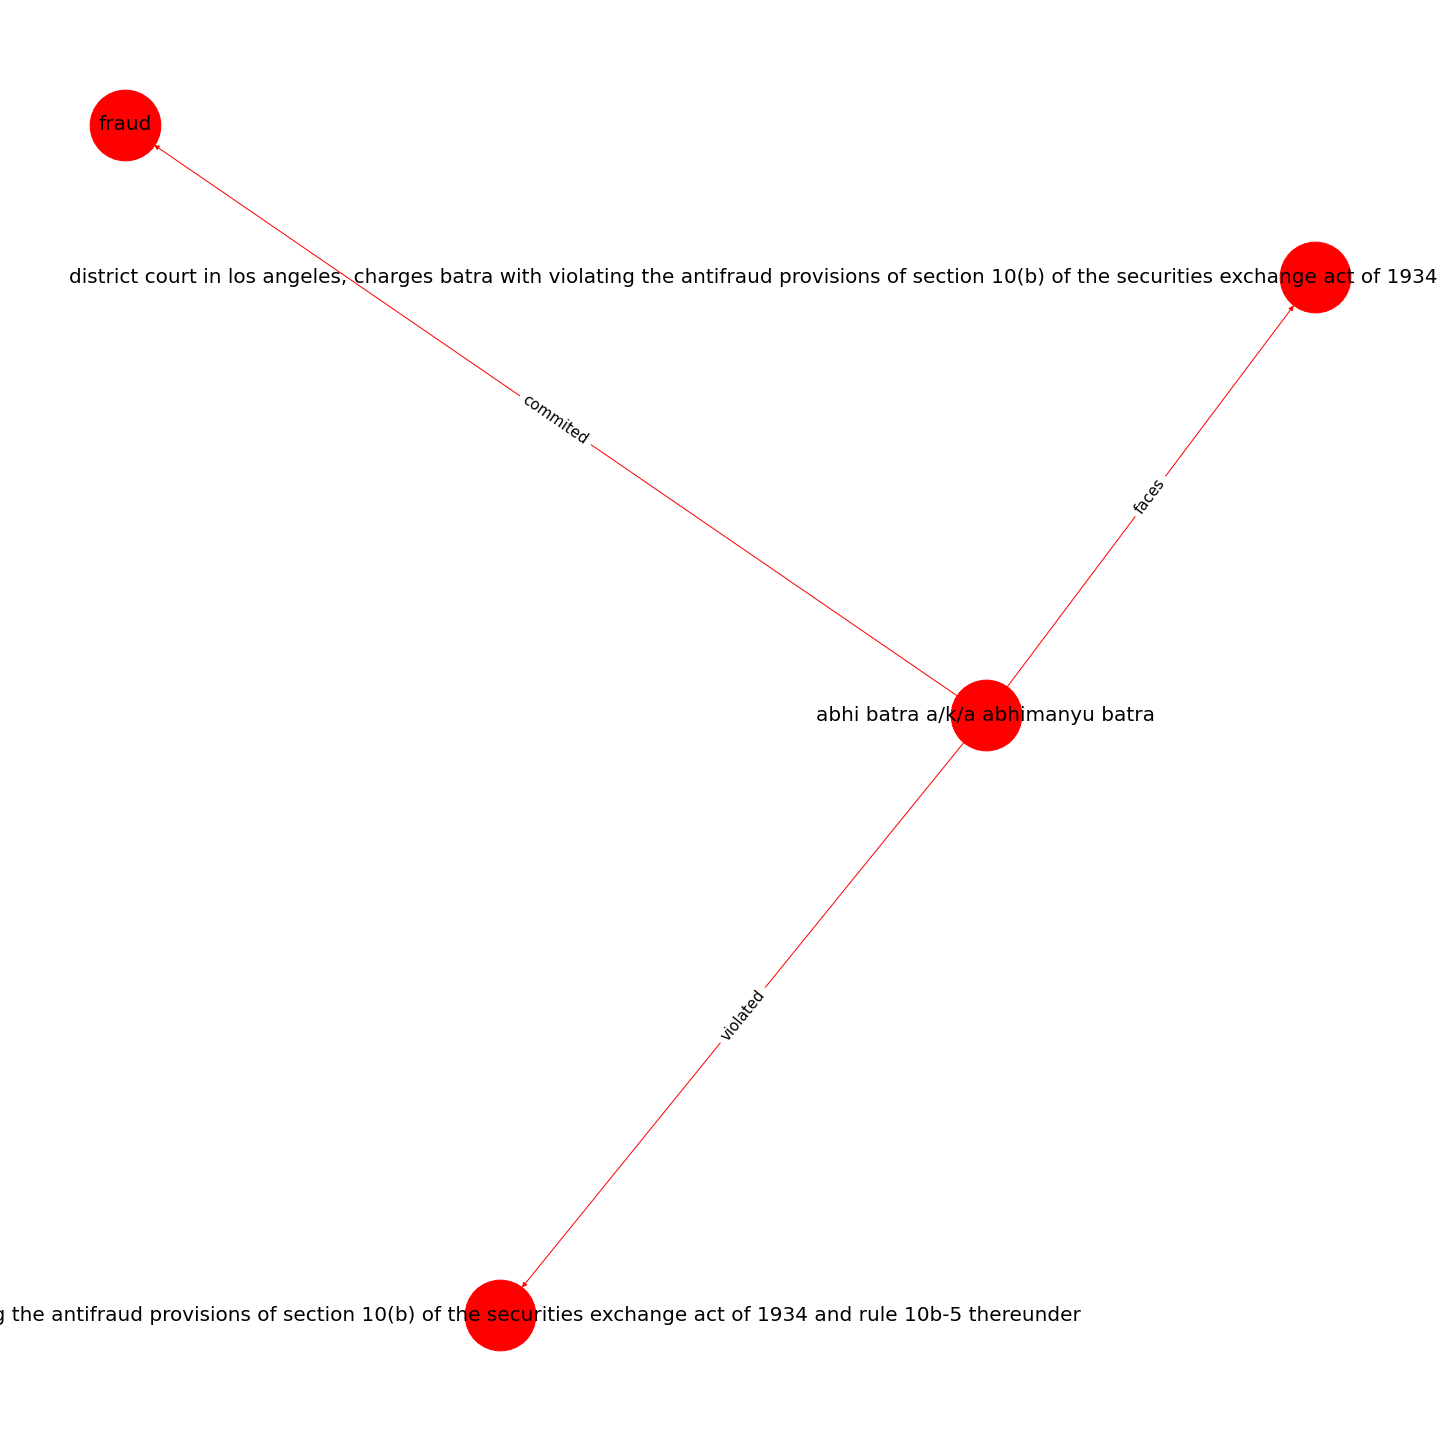 fraud
district court in los angeles, charges batra with violating the antifraud provisions of section 10(b) of the securities exchange act of 1934
commited
faces
abhi batra a/k/a abhimanyu batra
violated
the antifraud provisions of section 10(b) of the securities exchange act of 1934 and rule 10b-5 thereunder